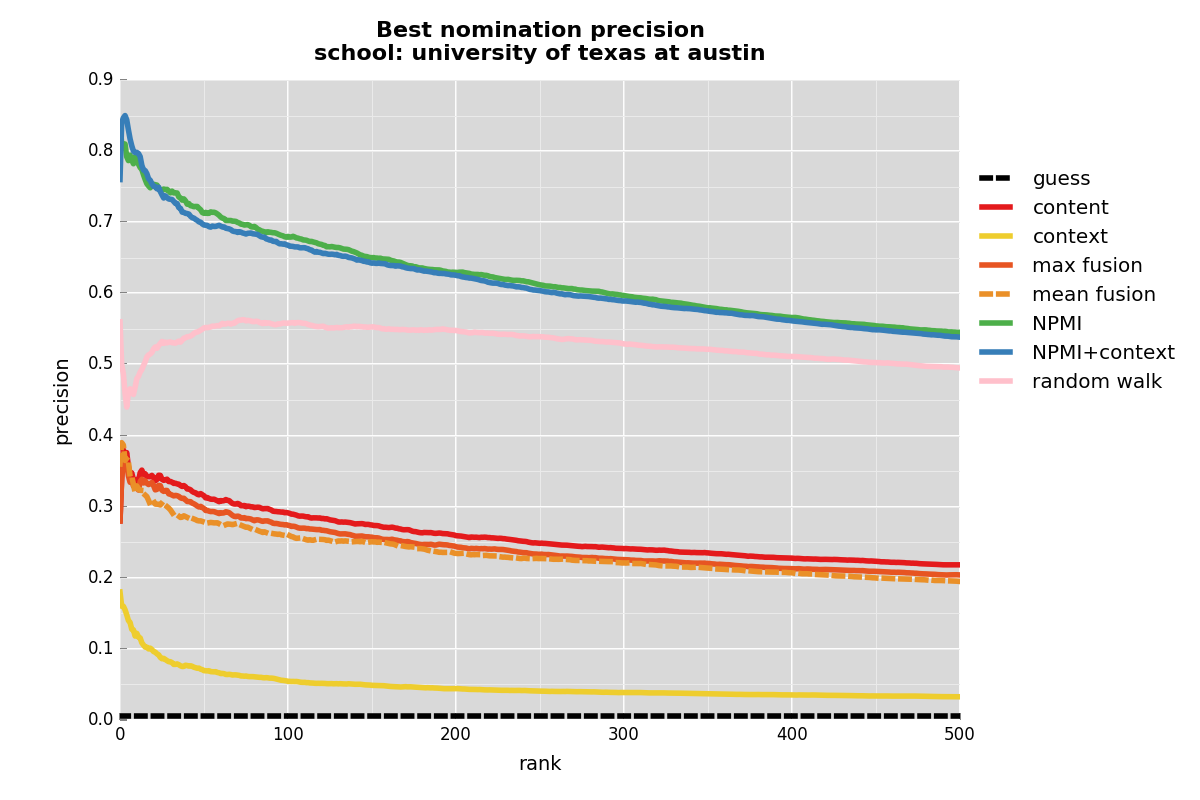 Best nomination precision
school: university of texas at austin
precision
0.9
0.8
0.7
0.6
0.5
0.4
0.3
0.2
0.1
0.0
0 100 200 300 400 500
rank
guess
content
context
max fusion
mean fusion
NPMI
NPMI+context
random walk